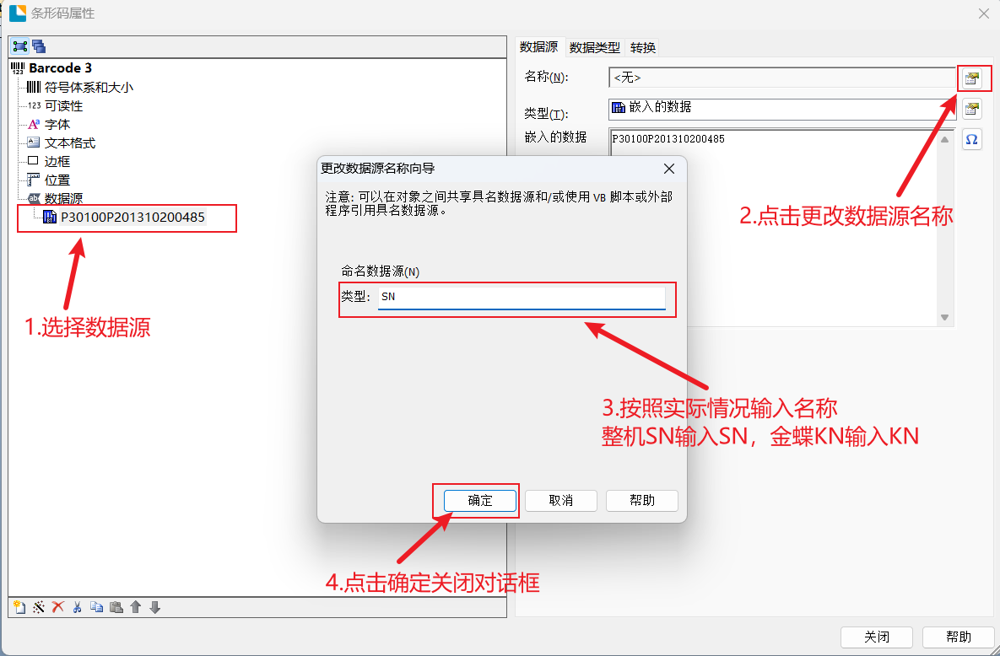 条形码属性
Barcode 3
符号体系和大小
123 可读性
字体
文本格式
边框
位置
数据源
P30100P201310200485
1.选择数据源
数据源 数据类型 转换
名称(N): <无>
类型(T): 嵌入的数据
嵌入的数据 P30100P201310200485
Ω
2.点击更改数据源名称
更改数据源名称向导
注意: 可以在对象之间共享具名数据源和/或使用 VB 脚本或外部
程序引用具名数据源。
命名数据源(N)
类型: SN
3.按照实际情况输入名称
整机SN输入SN，金蝶KN输入KN
确定 取消 帮助
4.点击确定关闭对话框
关闭 帮助